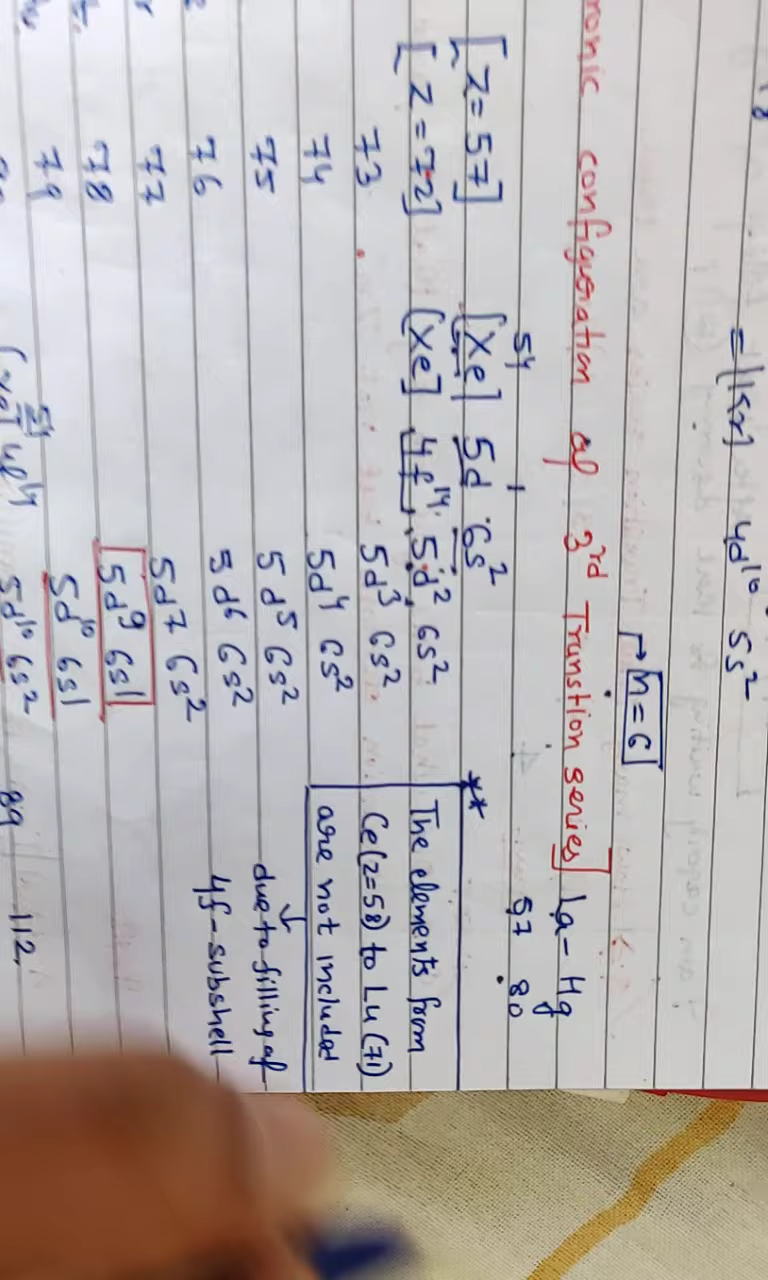 = [Kr] 4d¹⁰ 5s²
→ n=6
configuration of 3rd Transtion series] La - Hg
57 80
[Z=57] [Xe]⁵⁴ 5d¹ 6s²
[Z=72] [Xe] 4f¹⁴ 5d² 6s²
73 5d³ 6s²
74 5d⁴ 6s²
75 5d⁵ 6s²
76 5d⁶ 6s²
77 5d⁷ 6s²
78 5d⁹ 6s1
79 5d¹⁰ 6s1
[Xe]⁵⁴ 4f¹⁴ 5d¹⁰ 6s²
** The elements from
Ce(z=58) to Lu(71)
are not included
↓
due to filling of
4f-subshell
89 112